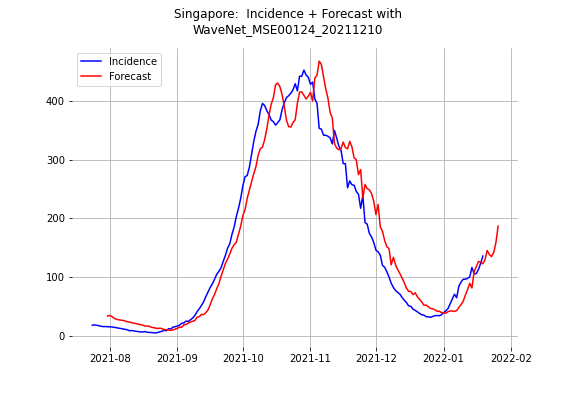 Singapore:  Incidence + Forecast with
WaveNet_MSE00124_20211210
Incidence
Forecast
400
300
200
100
0
2021-08 2021-09 2021-10 2021-11 2021-12 2022-01 2022-02